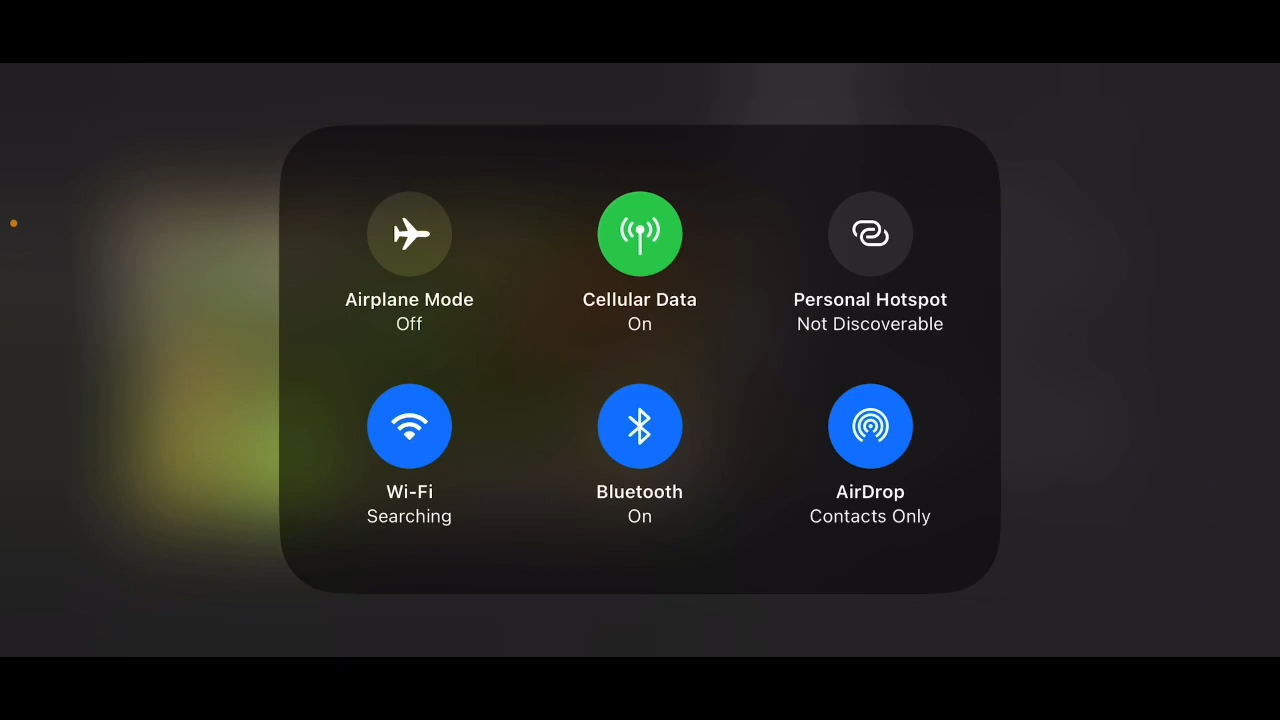 Airplane Mode
Off
Cellular Data
On
Personal Hotspot
Not Discoverable
Wi-Fi
Searching
Bluetooth
On
AirDrop
Contacts Only